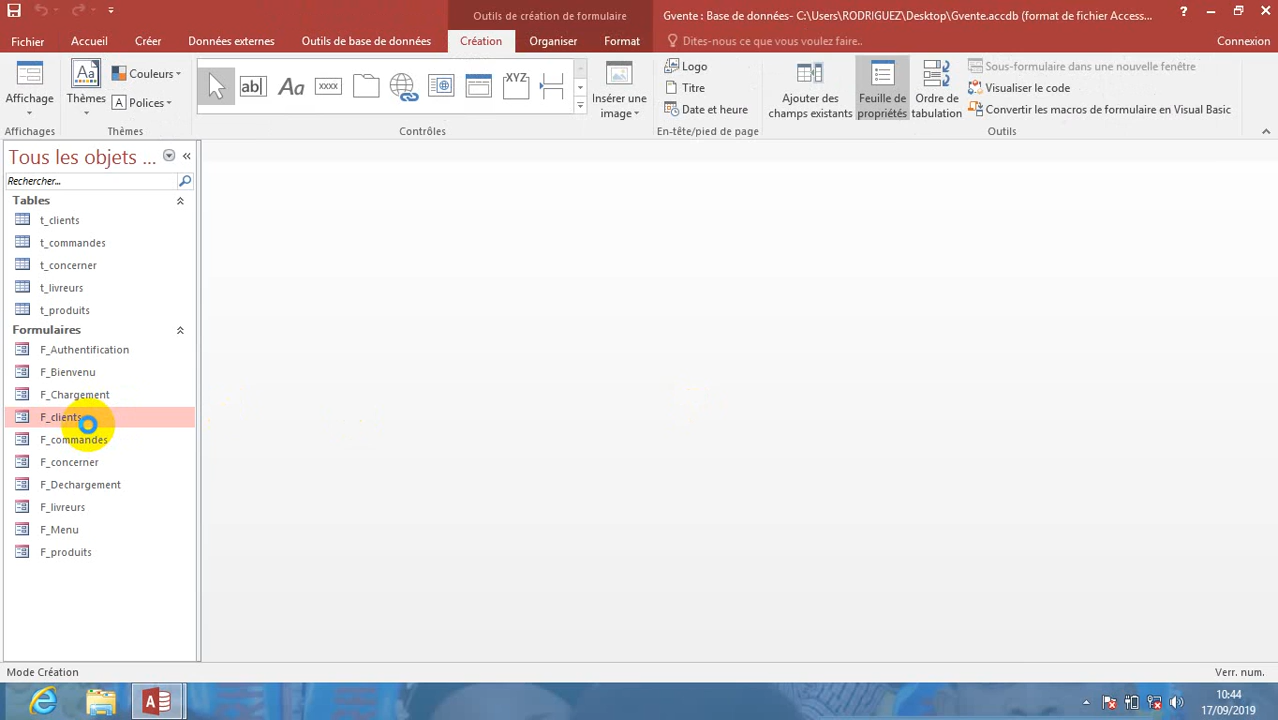 Outils de création de formulaire
Gvente : Base de données- C:\Users\RODRIGUEZ\Desktop\Gvente.accdb (format de fichier Access...
?
Fichier
Accueil
Créer
Données externes
Outils de base de données
Création
Organiser
Format
Dites-nous ce que vous voulez faire..
Connexion
Affichage
Thèmes
Couleurs
Polices
ab|
Aa
xxxx
XYZ
Insérer une image
Logo
Titre
Date et heure
Ajouter des champs existants
Feuille de propriétés
Ordre de tabulation
Sous-formulaire dans une nouvelle fenêtre
Visualiser le code
Convertir les macros de formulaire en Visual Basic
Affichages
Thèmes
Contrôles
En-tête/pied de page
Outils
Tous les objets ...
Rechercher...
Tables
t_clients
t_commandes
t_concerner
t_livreurs
t_produits
Formulaires
F_Authentification
F_Bienvenu
F_Chargement
F_clients
F_commandes
F_concerner
F_Dechargement
F_livreurs
F_Menu
F_produits
Mode Création
Verr. num.
10:44
17/09/2019